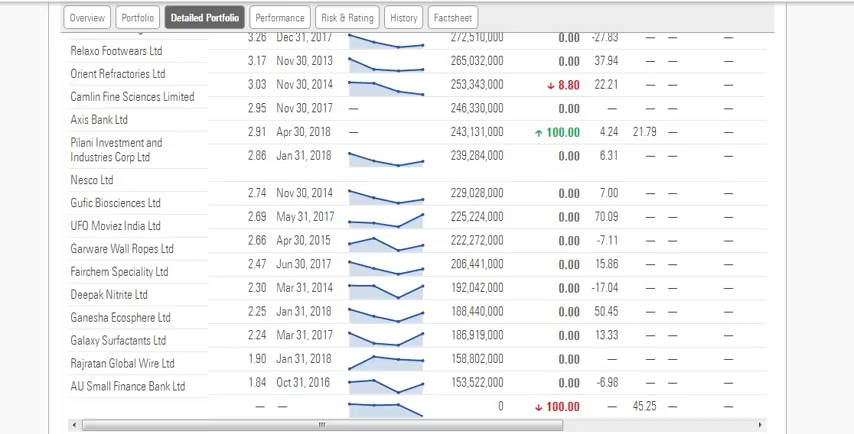 Overview Portfolio Detailed Portfolio Performance Risk & Rating History Factsheet
3.26 Dec 31, 2017 272,510,000 0.00 -27.83 — — —
Relaxo Footwears Ltd
3.17 Nov 30, 2013 265,032,000 0.00 37.94 — — —
Orient Refractories Ltd
3.03 Nov 30, 2014 253,343,000 ↓ 8.80 22.21 — — —
Camlin Fine Sciences Limited
2.95 Nov 30, 2017 — 246,330,000 0.00 — — — —
Axis Bank Ltd
2.91 Apr 30, 2018 — 243,131,000 ↑ 100.00 4.24 21.79 — —
Pilani Investment and
Industries Corp Ltd
2.86 Jan 31, 2018 239,284,000 0.00 6.31 — — —
Nesco Ltd
2.74 Nov 30, 2014 229,028,000 0.00 7.00 — — —
Gufic Biosciences Ltd
2.69 May 31, 2017 225,224,000 0.00 70.09 — — —
UFO Moviez India Ltd
2.66 Apr 30, 2015 222,272,000 0.00 -7.11 — — —
Garware Wall Ropes Ltd
2.47 Jun 30, 2017 206,441,000 0.00 15.86 — — —
Fairchem Speciality Ltd
2.30 Mar 31, 2014 192,042,000 0.00 -17.04 — — —
Deepak Nitrite Ltd
2.25 Jan 31, 2018 188,440,000 0.00 50.45 — — —
Ganesha Ecosphere Ltd
2.24 Mar 31, 2017 186,919,000 0.00 13.33 — — —
Galaxy Surfactants Ltd
1.90 Jan 31, 2018 158,802,000 0.00 — — — —
Rajratan Global Wire Ltd
1.84 Oct 31, 2016 153,522,000 0.00 -6.98 — — —
AU Small Finance Bank Ltd
— — 0 ↓ 100.00 — 45.25 — —